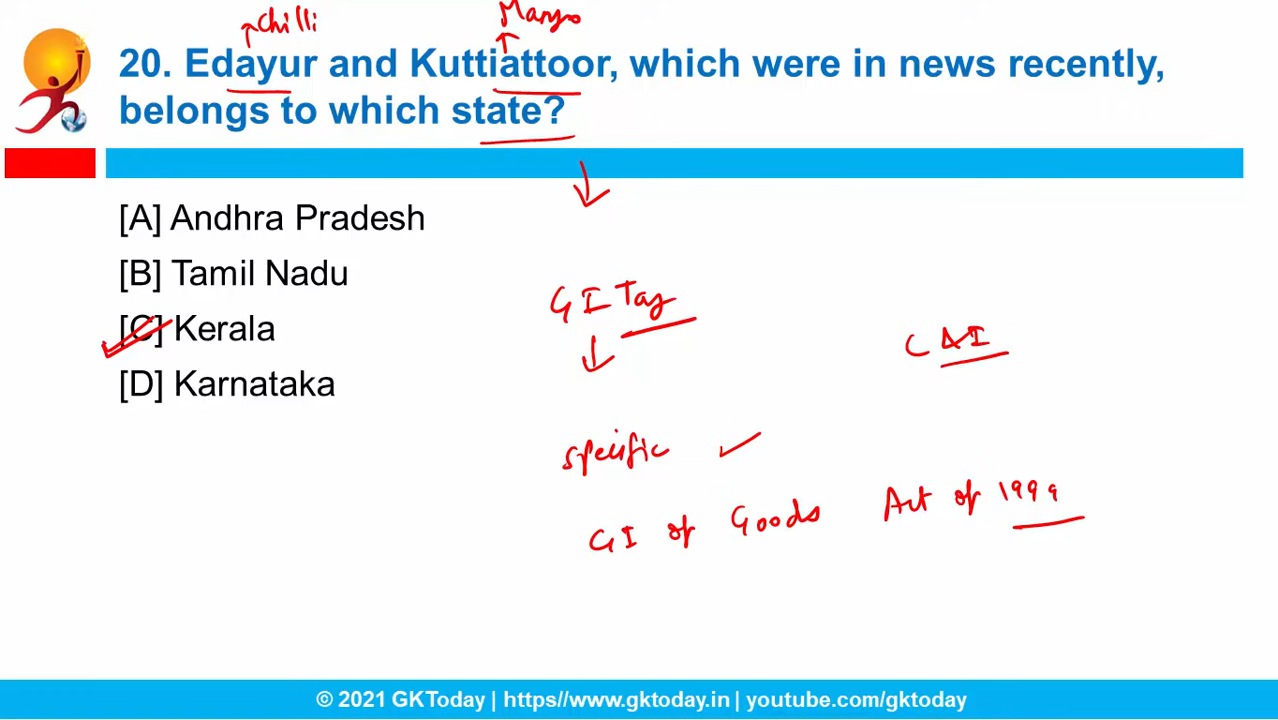 Chilli
Mango
20. Edayur and Kuttiattoor, which were in news recently,
belongs to which state?
[A] Andhra Pradesh
[B] Tamil Nadu
[C] Kerala
[D] Karnataka
GI Tag
specific
GI of Goods Act of 1999
© 2021 GKToday | https//www.gktoday.in | youtube.com/gktoday